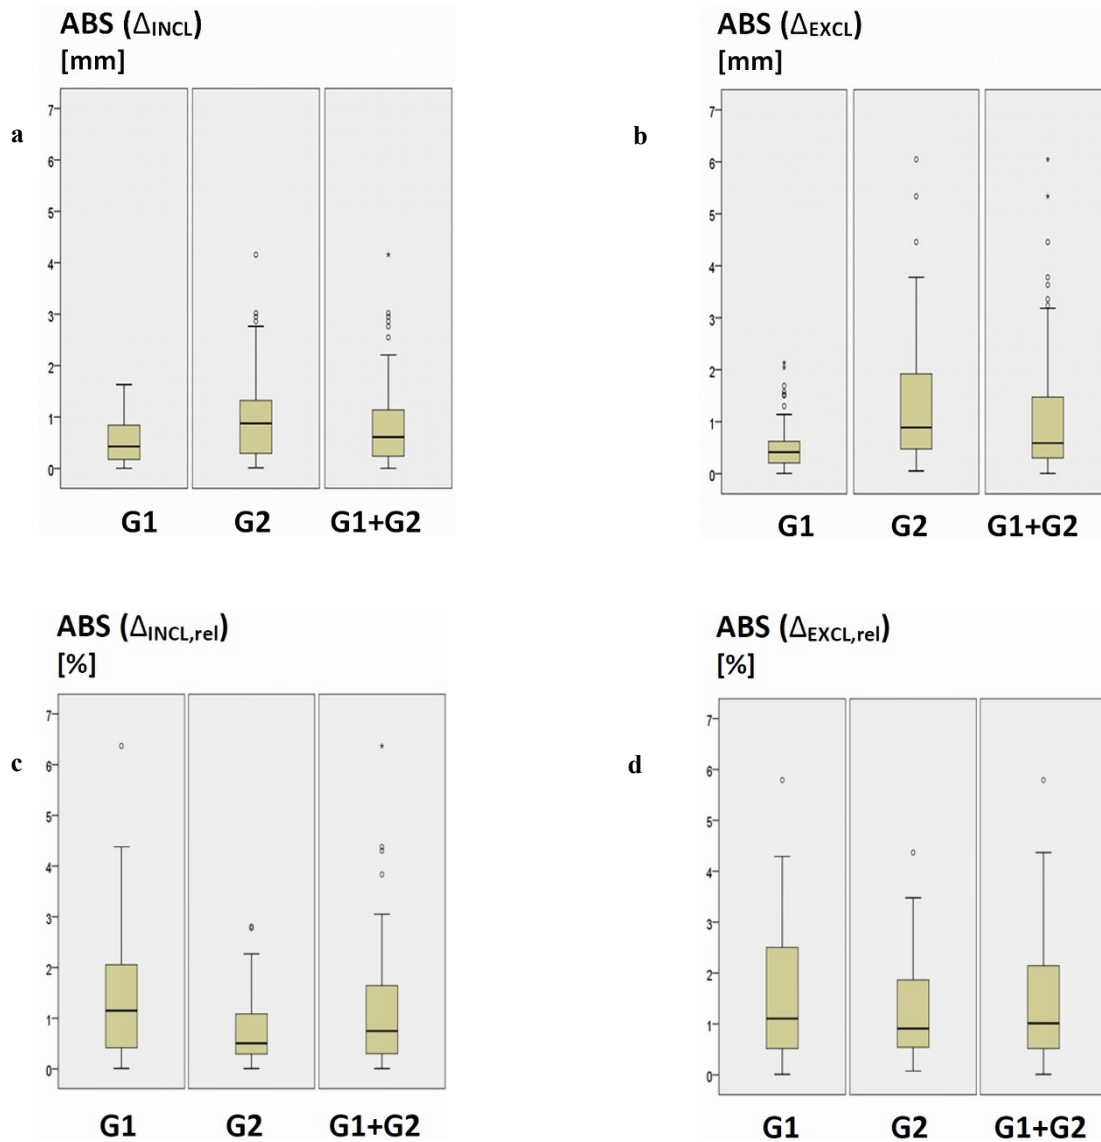 ABS (ΔINCL)
[mm]
a
7
6
5
4
3
2
1
0
G1 G2 G1+G2
ABS (ΔEXCL)
[mm]
b
7
6
5
4
3
2
1
0
G1 G2 G1+G2
ABS (ΔINCL,rel)
[%]
c
7
6
5
4
3
2
1
0
G1 G2 G1+G2
ABS (ΔEXCL,rel)
[%]
d
7
6
5
4
3
2
1
0
G1 G2 G1+G2